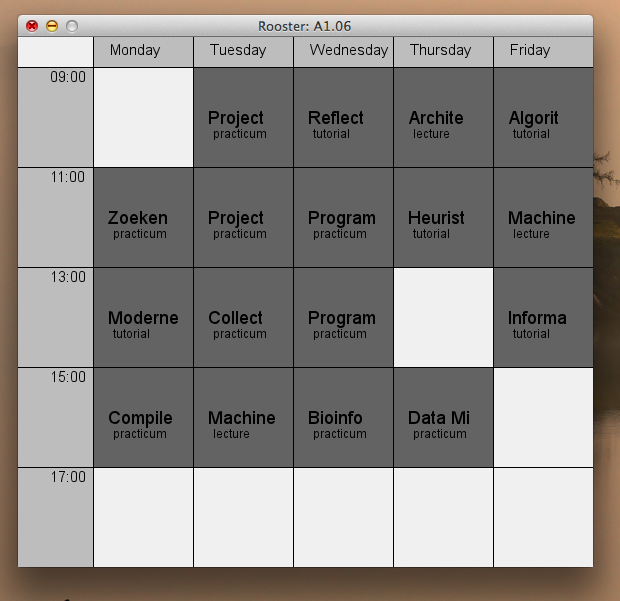 Rooster: A1.06
Monday Tuesday Wednesday Thursday Friday
09:00
Project Reflect Archite Algorit
practicum tutorial lecture tutorial
11:00
Zoeken Project Program Heurist Machine
practicum practicum practicum tutorial lecture
13:00
Moderne Collect Program Informa
tutorial practicum practicum tutorial
15:00
Compile Machine Bioinfo Data Mi
practicum lecture practicum practicum
17:00